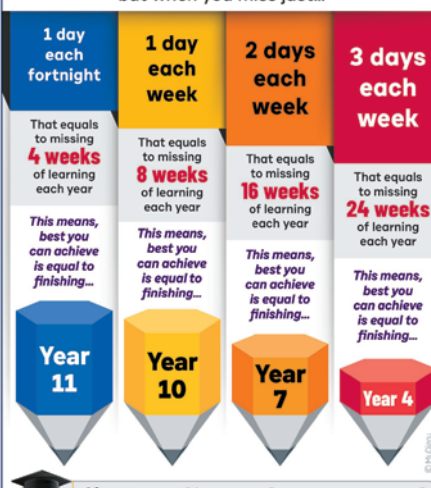 but when you miss just...
1 day
each
fortnight
That equals
to missing
4 weeks
of learning
each year
This means,
best you
can achieve
is equal to
finishing...
Year
11
1 day
each
week
That equals
to missing
8 weeks
of learning
each year
This means,
best you
can achieve
is equal to
finishing...
Year
10
2 days
each
week
That equals
to missing
16 weeks
of learning
each year
This means,
best you
can achieve
is equal to
finishing...
Year
7
3 days
each
week
That equals
to missing
24 weeks
of learning
each year
This means,
best you
can achieve
is equal to
finishing...
Year 4